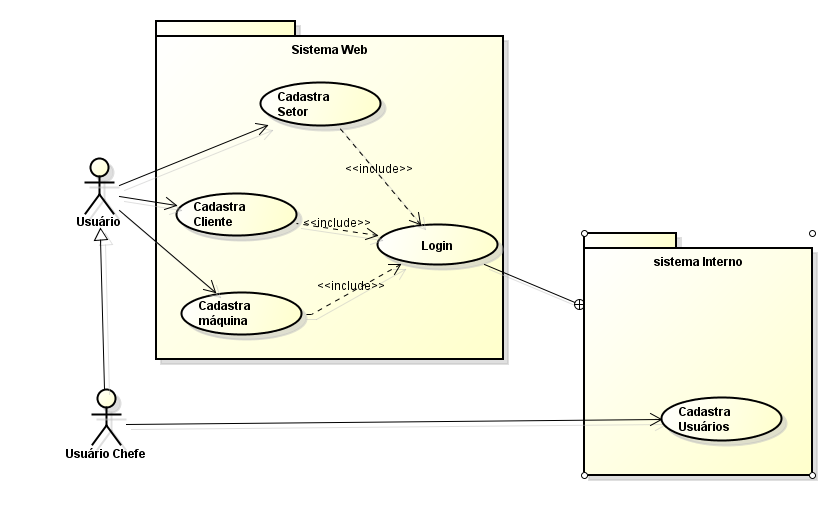 Sistema Web
Cadastra
Setor
<<include>>
Usuário
Cadastra
Cliente
<<include>>
Login
sistema Interno
<<include>>
Cadastra
máquina
Cadastra
Usuários
Usuário Chefe